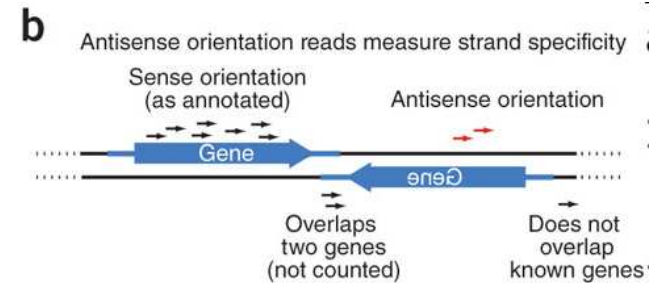 b
Antisense orientation reads measure strand specificity
Sense orientation
(as annotated)
Antisense orientation
Gene
Gene
Overlaps
two genes
(not counted)
Does not
overlap
known genes